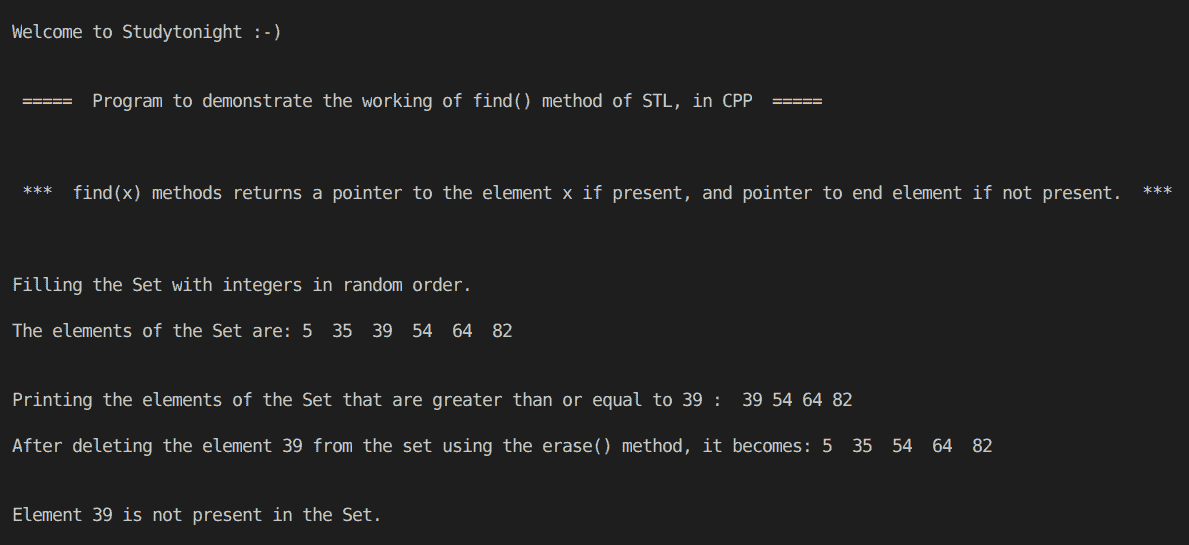 Welcome to Studytonight :-)
=====  Program to demonstrate the working of find() method of STL, in CPP  =====
***  find(x) methods returns a pointer to the element x if present, and pointer to end element if not present.  ***
Filling the Set with integers in random order.
The elements of the Set are: 5  35  39  54  64  82
Printing the elements of the Set that are greater than or equal to 39 :  39 54 64 82
After deleting the element 39 from the set using the erase() method, it becomes: 5  35  54  64  82
Element 39 is not present in the Set.